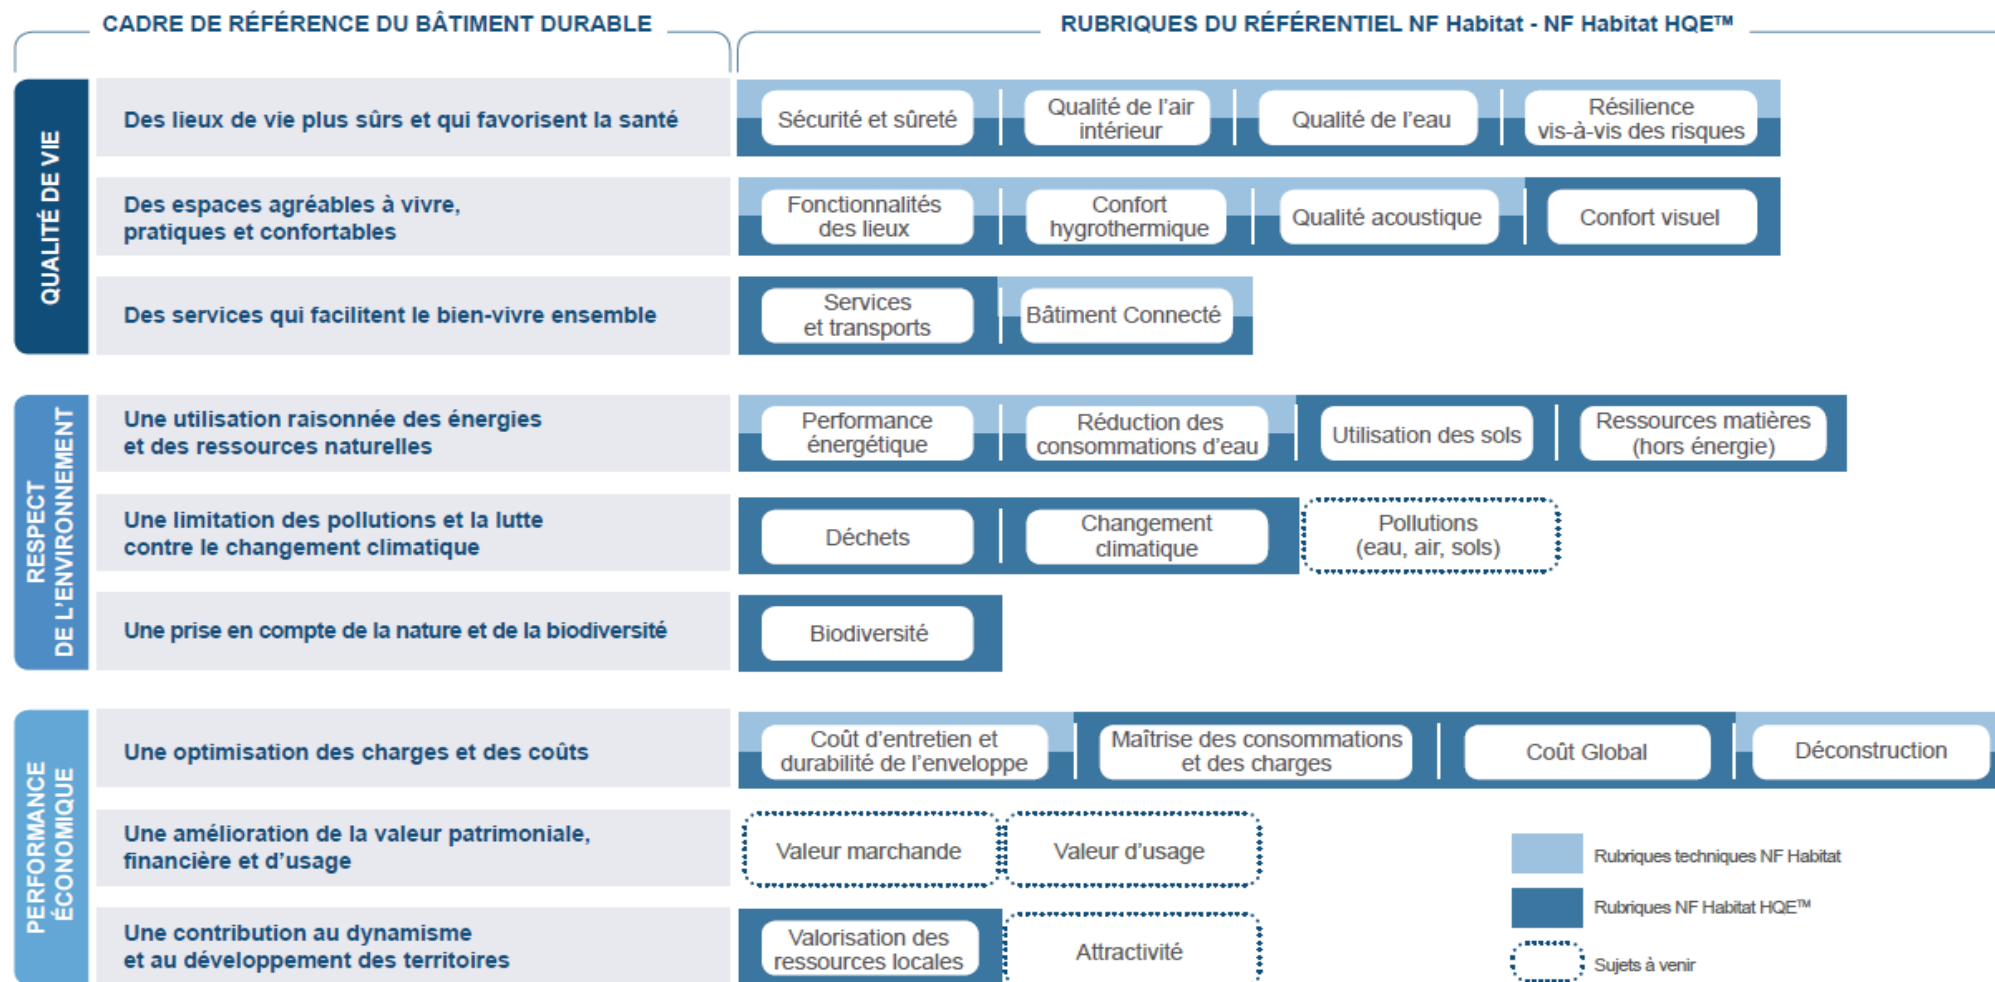 CADRE DE RÉFÉRENCE DU BÂTIMENT DURABLE
RUBRIQUES DU RÉFÉRENTIEL NF Habitat - NF Habitat HQE™
QUALITÉ DE VIE
Des lieux de vie plus sûrs et qui favorisent la santé
Sécurité et sûreté
Qualité de l'air
intérieur
Qualité de l'eau
Résilience
vis-à-vis des risques
Des espaces agréables à vivre,
pratiques et confortables
Fonctionnalités
des lieux
Confort
hygrothermique
Qualité acoustique
Confort visuel
Des services qui facilitent le bien-vivre ensemble
Services
et transports
Bâtiment Connecté
RESPECT
DE L'ENVIRONNEMENT
Une utilisation raisonnée des énergies
et des ressources naturelles
Performance
énergétique
Réduction des
consommations d'eau
Utilisation des sols
Ressources matières
(hors énergie)
Une limitation des pollutions et la lutte
contre le changement climatique
Déchets
Changement
climatique
Pollutions
(eau, air, sols)
Une prise en compte de la nature et de la biodiversité
Biodiversité
PERFORMANCE
ÉCONOMIQUE
Une optimisation des charges et des coûts
Coût d'entretien et
durabilité de l'enveloppe
Maîtrise des consommations
et des charges
Coût Global
Déconstruction
Une amélioration de la valeur patrimoniale,
financière et d'usage
Valeur marchande
Valeur d'usage
Une contribution au dynamisme
et au développement des territoires
Valorisation des
ressources locales
Attractivité
Rubriques techniques NF Habitat
Rubriques NF Habitat HQE™
Sujets à venir